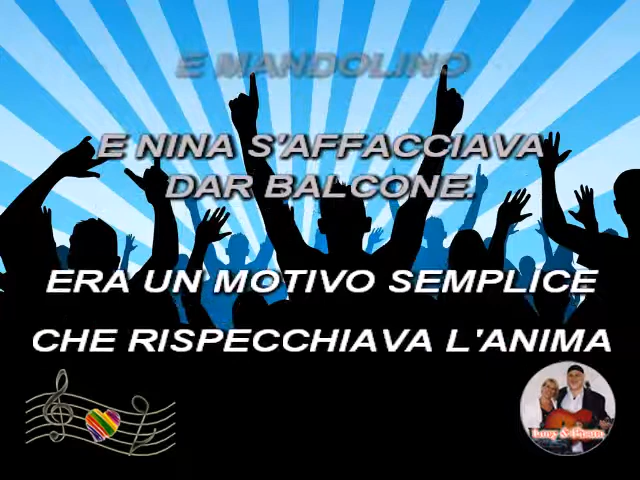 E MANDOLINO
E NINA S'AFFACCIAVA
DAR BALCONE.
ERA UN MOTIVO SEMPLICE
CHE RISPECCHIAVA L'ANIMA